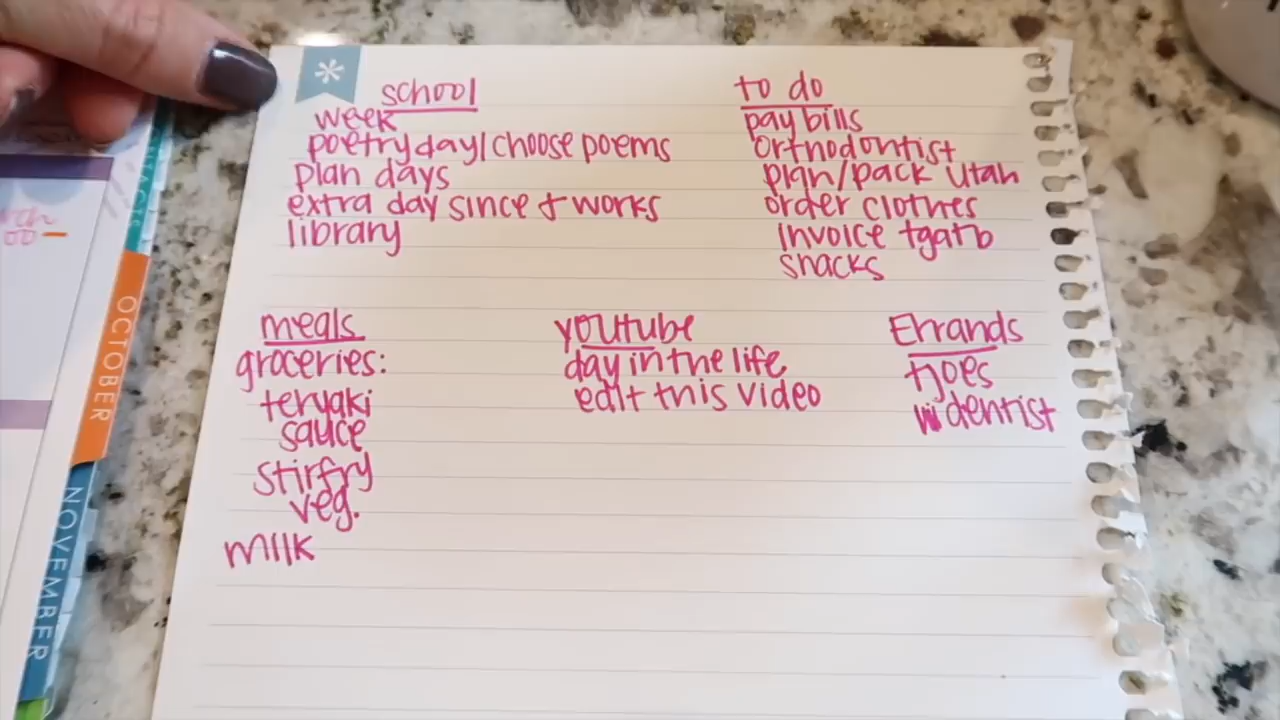 school
week
poetry day/choose poems
plan days
extra day since t works
library
to do
pay bills
orthodontist
plan/pack utah
order clothes
invoice tgatb
snacks
meals
groceries:
teryaki
sauce
stirfry
veg.
milk
youtube
day in the life
edit this video
Errands
dentist
OCTOBER
NOVEMBER